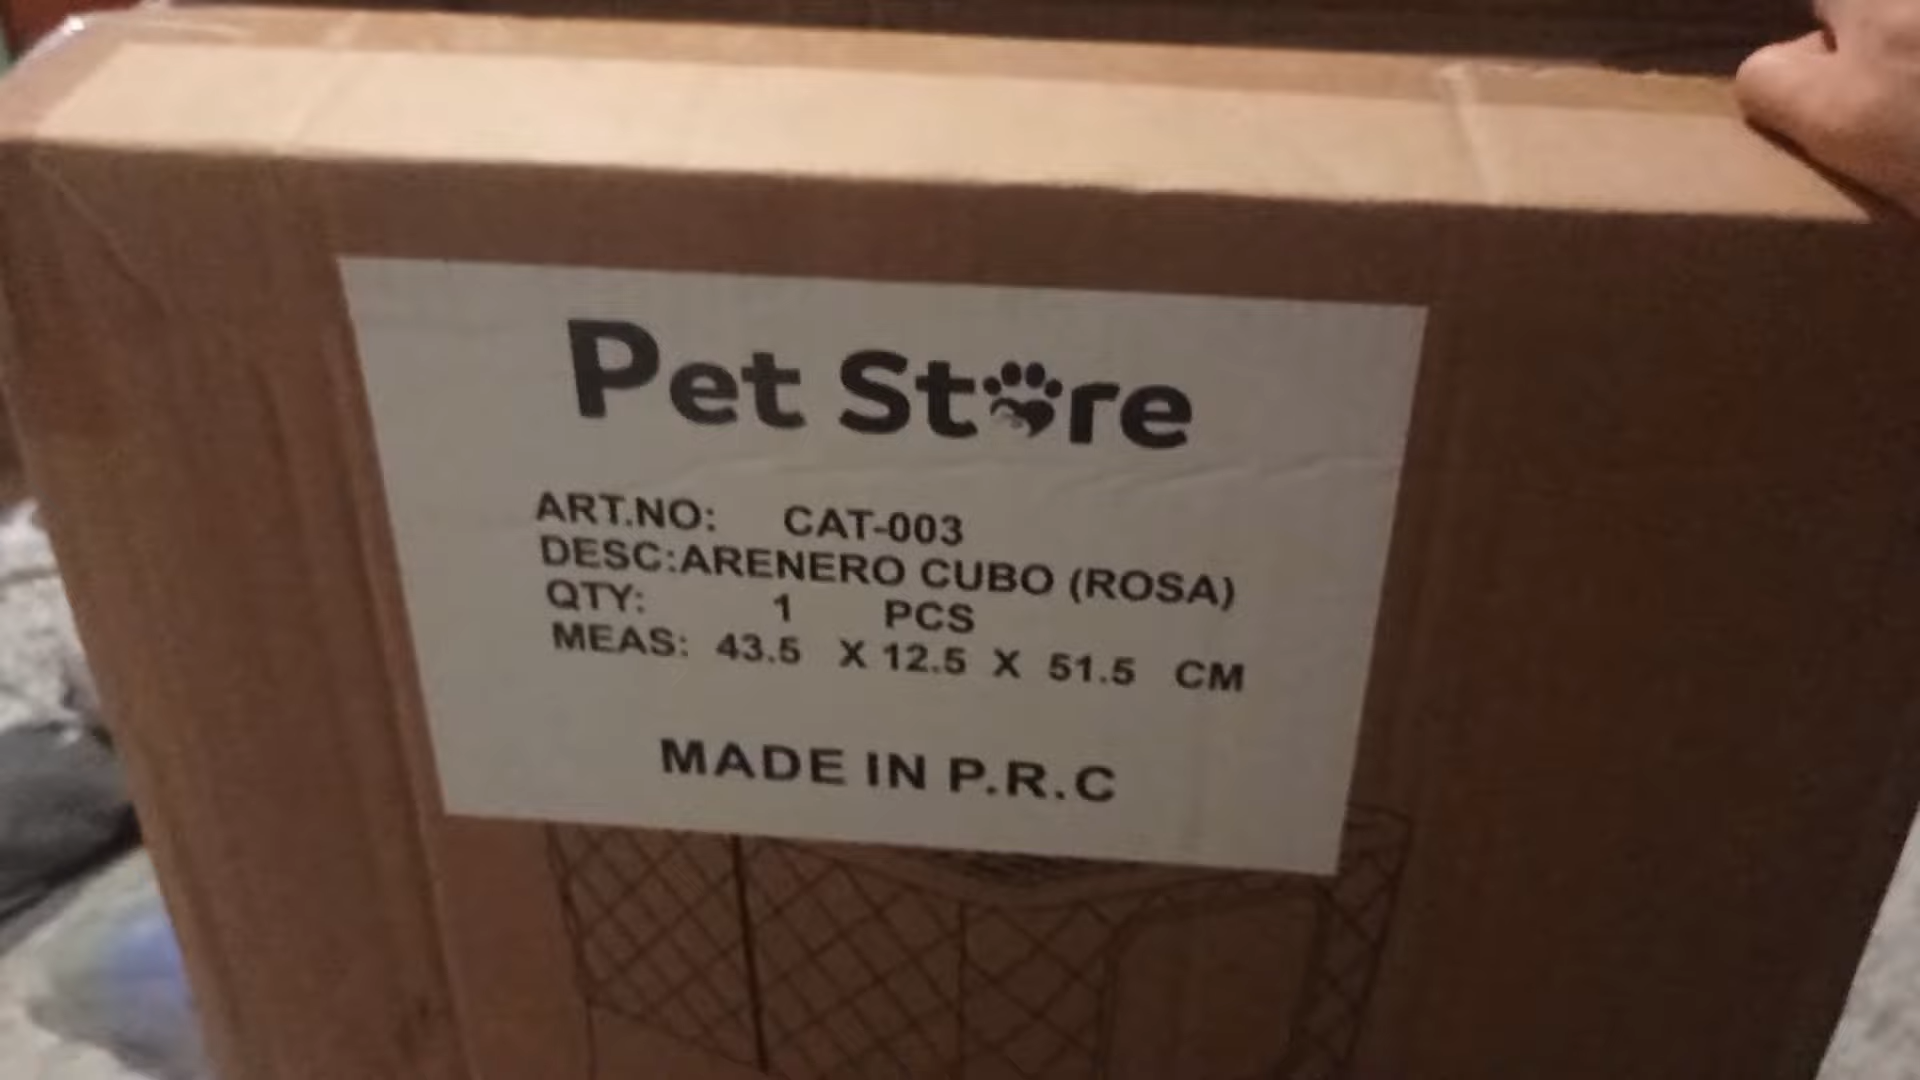 Pet Store
ART.NO: CAT-003
DESC:ARENERO CUBO (ROSA)
QTY: 1 PCS
MEAS: 43.5 X 12.5 X 51.5 CM
MADE IN P.R.C